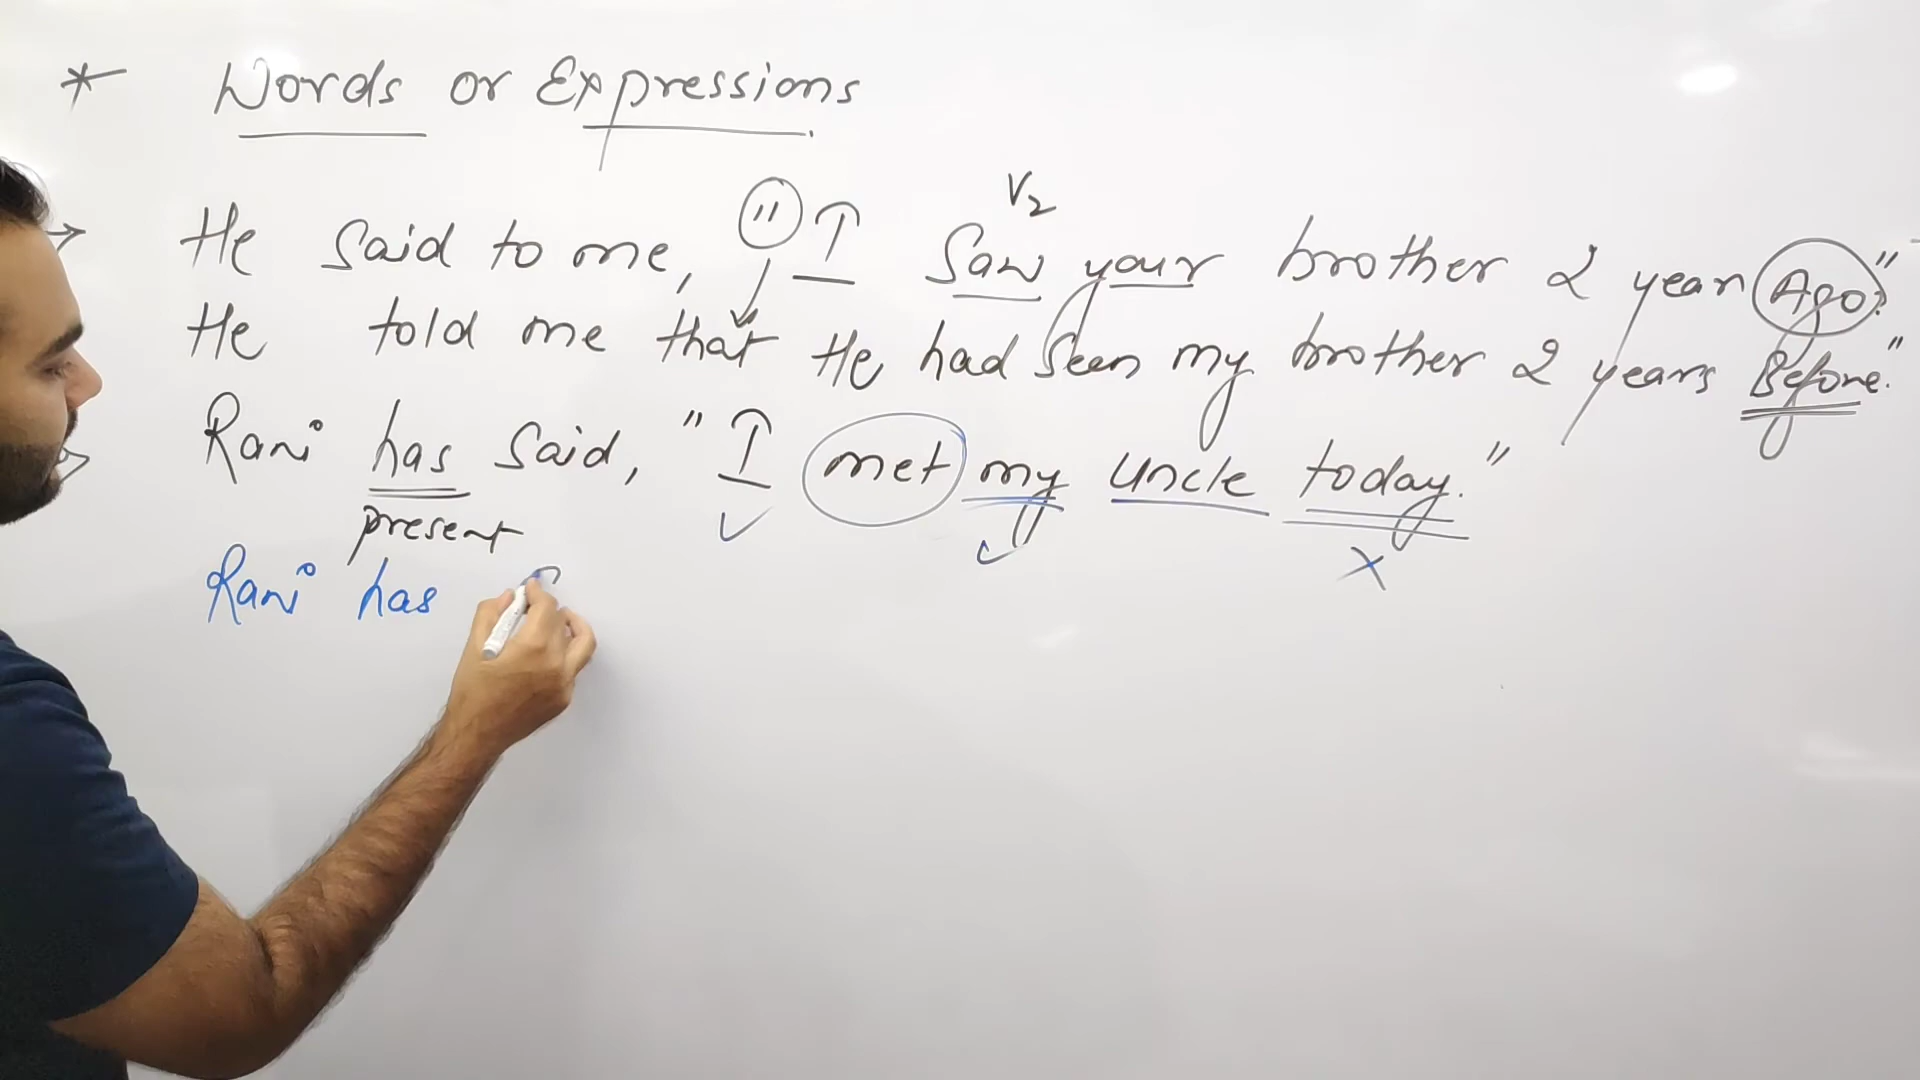 * Words or Expressions
V2
→ He Said to me, "I Saw your brother 2 year Ago."
He told me that He had Seen my brother 2 years Before."
→ Rani has Said, "I met my uncle today."
present
Rani has